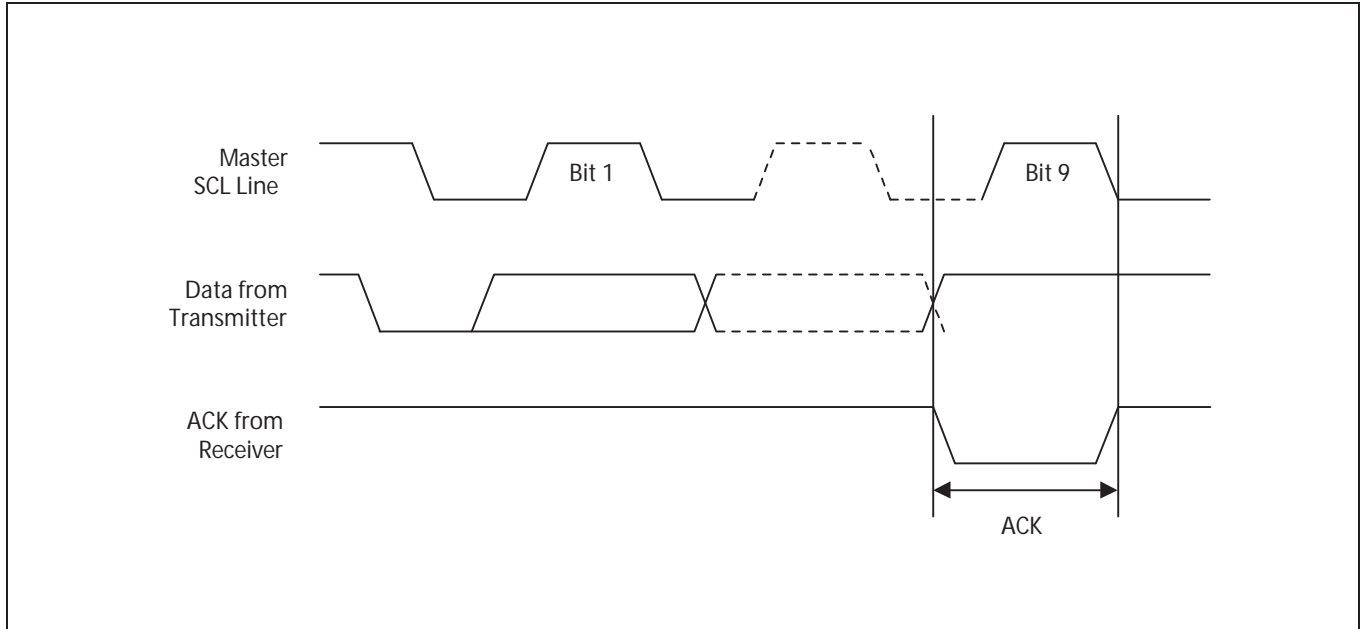 Master
SCL Line
Bit 1
Bit 9
Data from
Transmitter
ACK from
Receiver
ACK